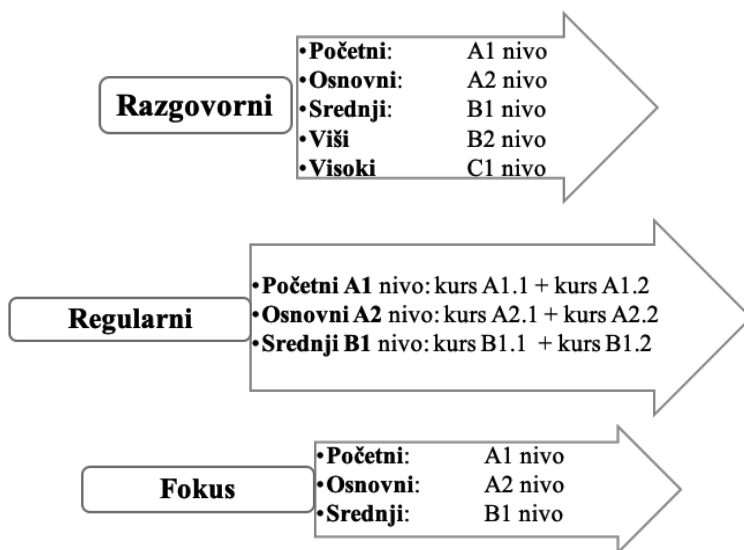 Razgovorni
•Početni: A1 nivo
•Osnovni: A2 nivo
•Srednji: B1 nivo
•Viši B2 nivo
•Visoki C1 nivo
Regularni
•Početni A1 nivo: kurs A1.1 + kurs A1.2
•Osnovni A2 nivo: kurs A2.1 + kurs A2.2
•Srednji B1 nivo: kurs B1.1 + kurs B1.2
Fokus
•Početni: A1 nivo
•Osnovni: A2 nivo
•Srednji: B1 nivo